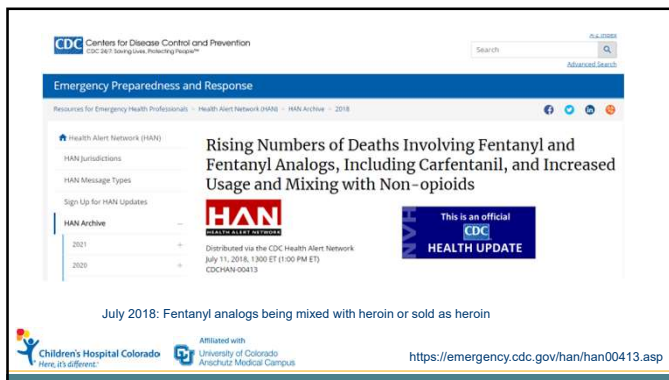 CDC Centers for Disease Control and Prevention
CDC 24/7: Saving Lives, Protecting People™
A-Z Index
Search
Advanced Search
Emergency Preparedness and Response
Resources for Emergency Health Professionals > Health Alert Network (HAN) > HAN Archive > 2018
Health Alert Network (HAN)
HAN Jurisdictions
HAN Message Types
Sign Up for HAN Updates
HAN Archive
2021
2020
Rising Numbers of Deaths Involving Fentanyl and
Fentanyl Analogs, Including Carfentanil, and Increased
Usage and Mixing with Non-opioids
HAN
HEALTH ALERT NETWORK
Distributed via the CDC Health Alert Network
July 11, 2018, 1300 ET (1:00 PM ET)
CDCHAN-00413
HAN
This is an official
CDC
HEALTH UPDATE
July 2018: Fentanyl analogs being mixed with heroin or sold as heroin
Children's Hospital Colorado
Here, it's different.™
Affiliated with
University of Colorado
Anschutz Medical Campus
https://emergency.cdc.gov/han/han00413.asp